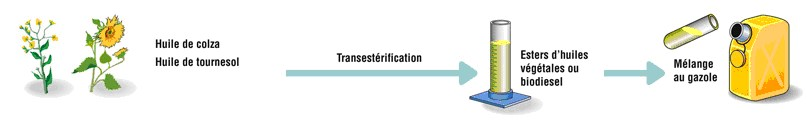 Huile de colza
Huile de tournesol
Transestérification
Esters d'huiles
végétales ou
biodiesel
Mélange
au gazole